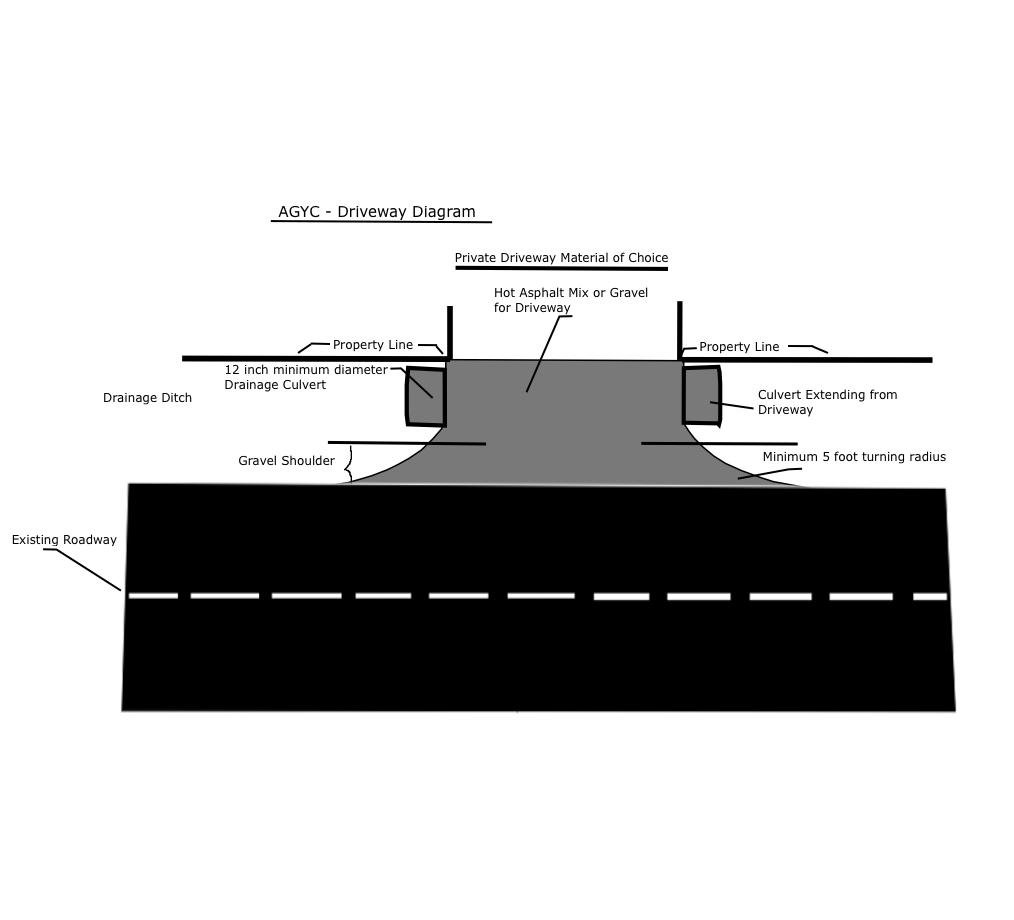 AGYC - Driveway Diagram
Private Driveway Material of Choice
Hot Asphalt Mix or Gravel
for Driveway
Property Line
Property Line
12 inch minimum diameter
Drainage Culvert
Drainage Ditch
Culvert Extending from
Driveway
Gravel Shoulder
Minimum 5 foot turning radius
Existing Roadway